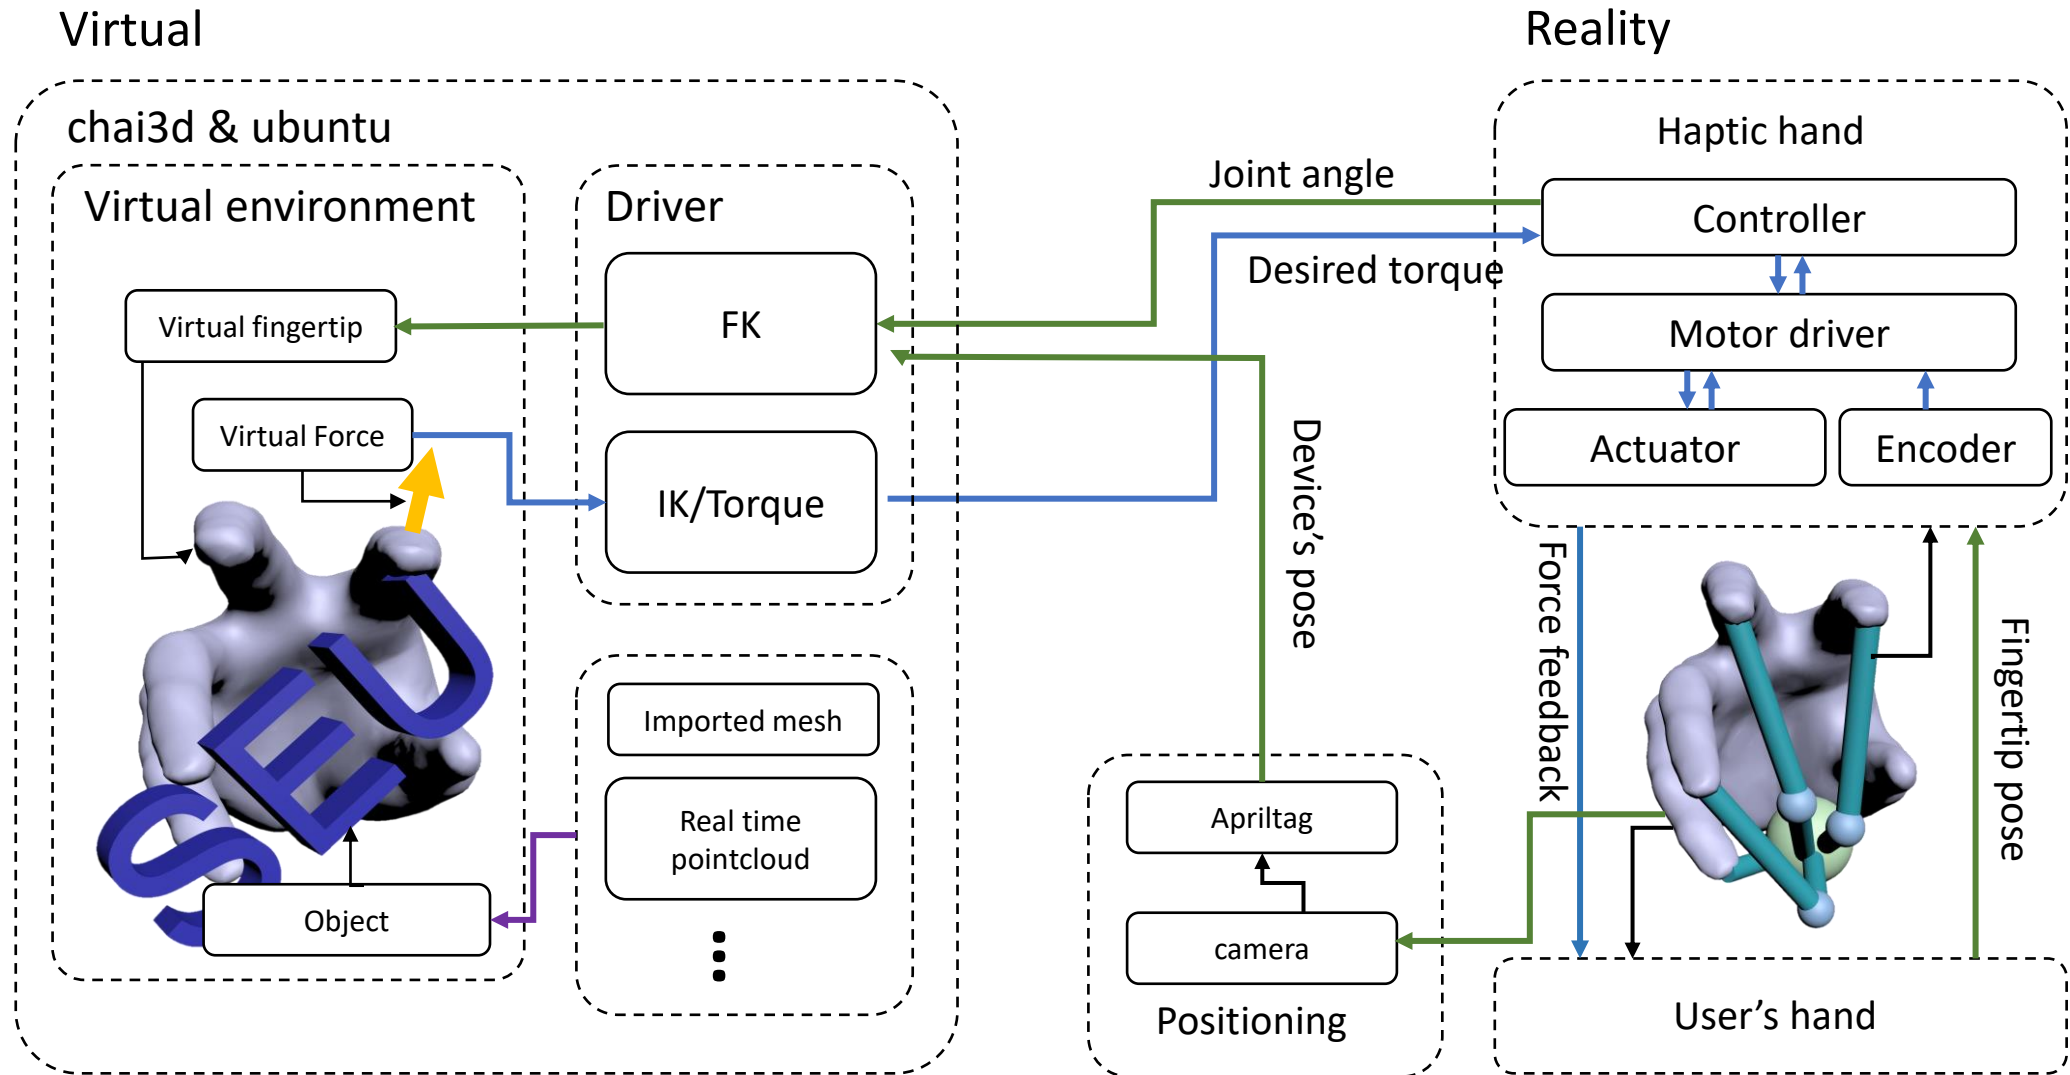 Virtual
Reality
chai3d & ubuntu
Haptic hand
Virtual environment
Driver
Joint angle
Controller
Desired torque
Virtual fingertip
FK
Motor driver
Virtual Force
IK/Torque
Actuator
Encoder
Device's pose
Force feedback
Fingertip pose
SEU
Imported mesh
Real time
pointcloud
Apriltag
Object
camera
Positioning
User's hand